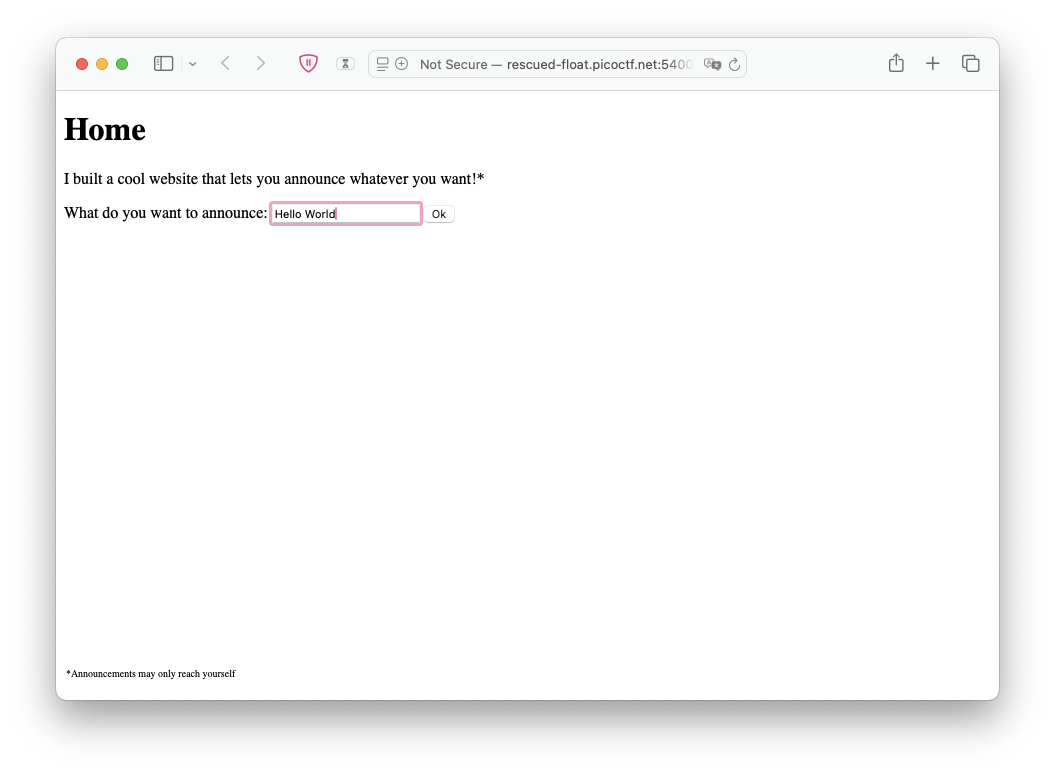 Not Secure — rescued-float.picoctf.net:5400
Home
I built a cool website that lets you announce whatever you want!*
What do you want to announce: Hello World Ok
*Announcements may only reach yourself